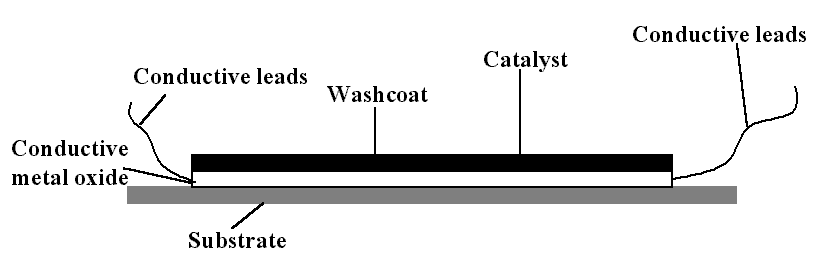 Conductive leads
Catalyst
Conductive leads
Washcoat
Conductive
metal oxide
Substrate